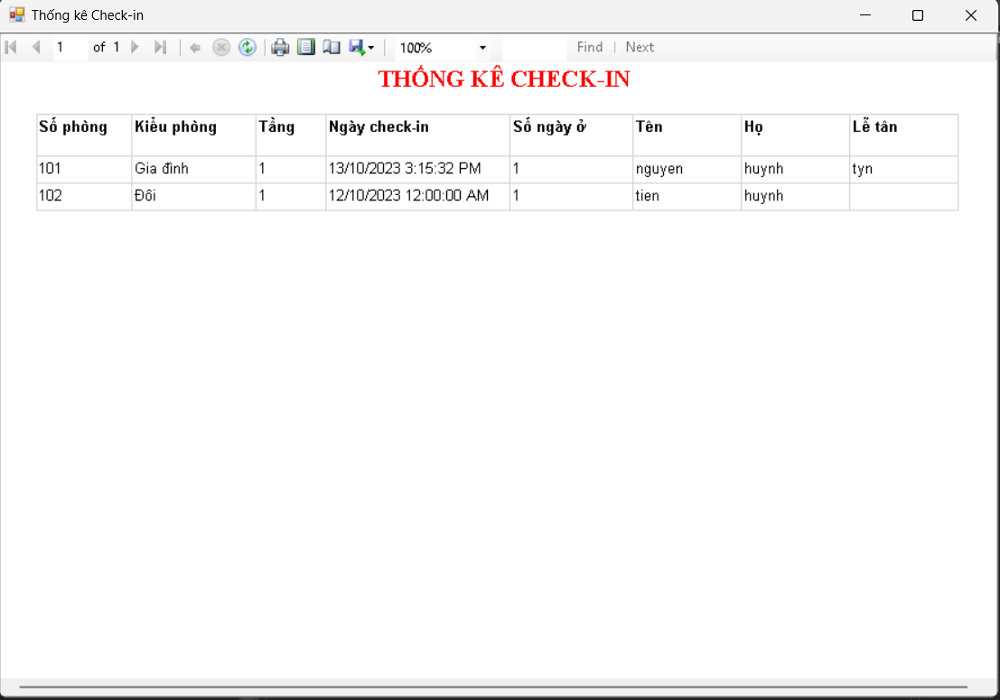 Thống kê Check-in
1 of 1 100% Find Next
THỐNG KÊ CHECK-IN
Số phòng Kiểu phòng Tầng Ngày check-in Số ngày ở Tên Họ Lễ tân
101 Gia đình 1 13/10/2023 3:15:32 PM 1 nguyen huynh tyn
102 Đôi 1 12/10/2023 12:00:00 AM 1 tien huynh